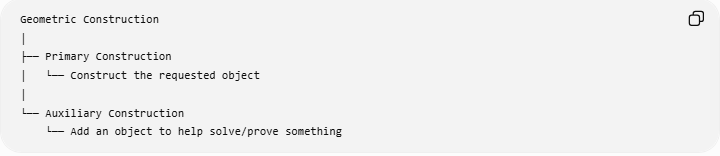 Geometric Construction
│
├── Primary Construction
│   └── Construct the requested object
│
└── Auxiliary Construction
    └── Add an object to help solve/prove something